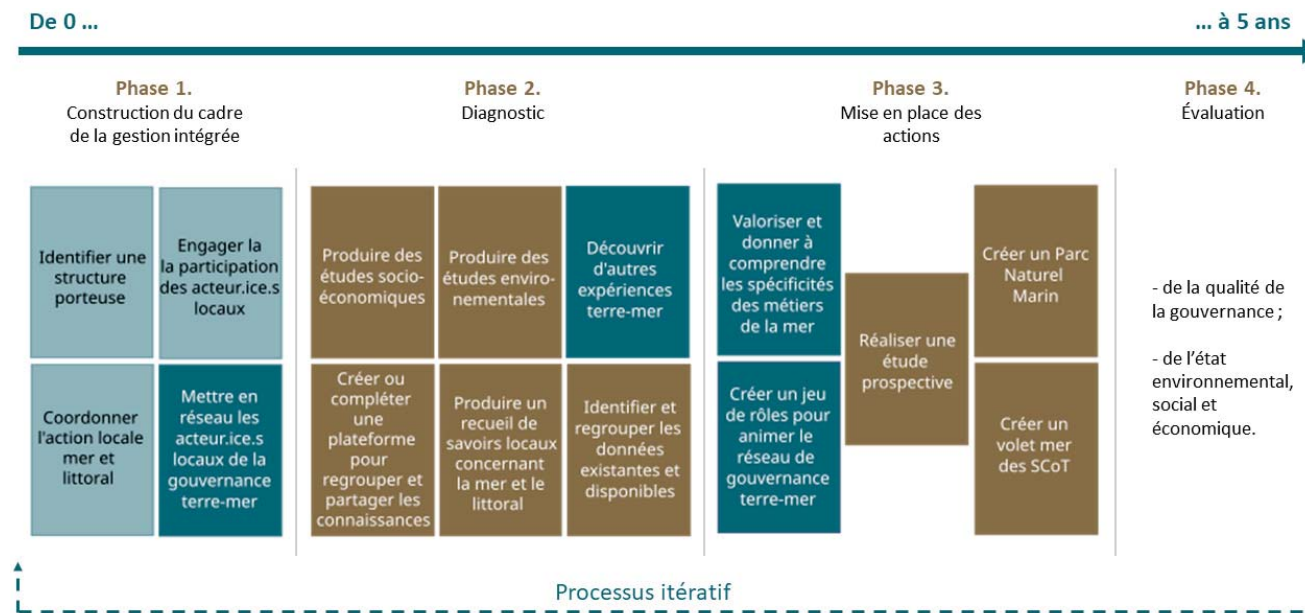 De 0 ...
... à 5 ans
Phase 1.
Construction du cadre
de la gestion intégrée
Phase 2.
Diagnostic
Phase 3.
Mise en place des
actions
Phase 4.
Évaluation
Identifier une
structure
porteuse
Engager la
la participation
des acteur.ice.s
locaux
Coordonner
l'action locale
mer et
littoral
Mettre en
réseau les
acteur.ice.s
locaux de la
gouvernance
terre-mer
Produire des
études socio-
économiques
Produire des
études enviro-
nementales
Découvrir
d'autres
expériences
terre-mer
Créer ou
compléter
une
plateforme
pour
regrouper et
partager les
connaissances
Produire un
recueil de
savoirs locaux
concernant
la mer et le
littoral
Identifier et
regrouper les
données
existantes et
disponibles
Valoriser et
donner à
comprendre
les spécificités
des métiers
de la mer
Créer un jeu
de rôles pour
animer le
réseau de
gouvernance
terre-mer
Réaliser une
étude
prospective
Créer un Parc
Naturel
Marin
Créer un
volet mer
des SCoT
- de la qualité de
la gouvernance ;
- de l'état
environnemental,
social et
économique.
Processus itératif